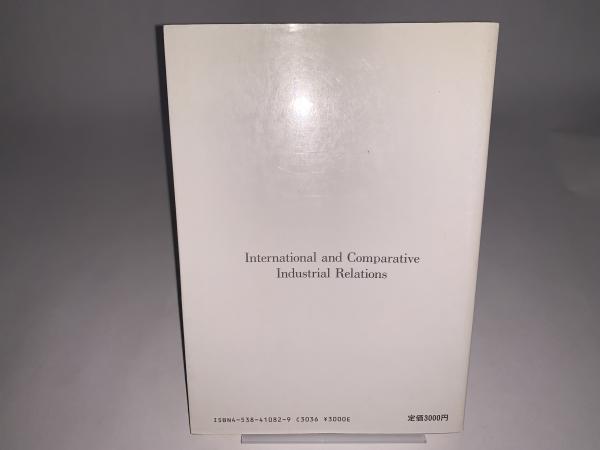 International and Comparative
Industrial Relations
ISBN4-538-41082-9 C3036 ¥3000E 定価3000円